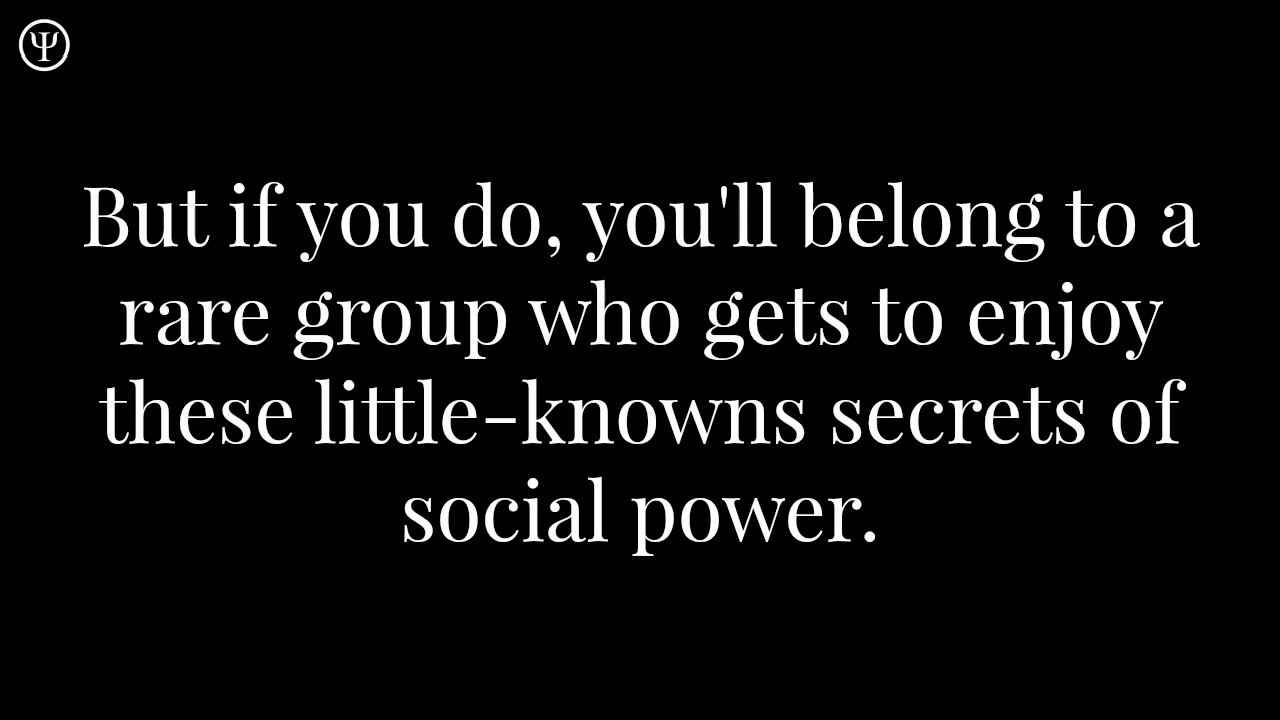 Ψ
But if you do, you'll belong to a
rare group who gets to enjoy
these little-knowns secrets of
social power.